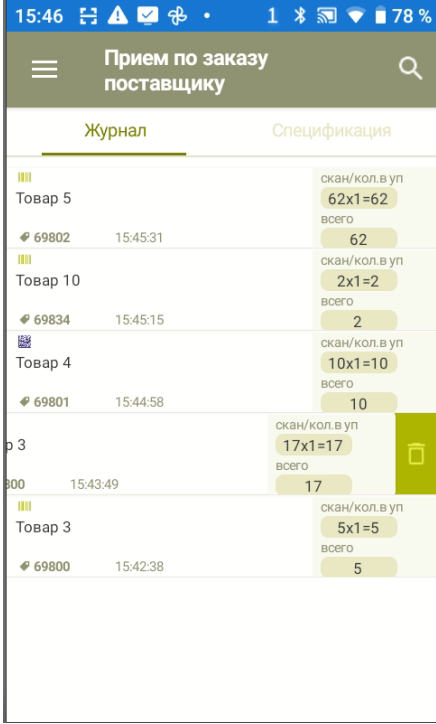 15:46 1 78 %
Прием по заказу
поставщику
Журнал Спецификация
скан/кол.в уп
Товар 5 62x1=62
всего
69802 15:45:31 62
скан/кол.в уп
Товар 10 2x1=2
всего
69834 15:45:15 2
скан/кол.в уп
Товар 4 10x1=10
всего
69801 15:44:58 10
скан/кол.в уп
р 3 17x1=17
всего
800 15:43:49 17
скан/кол.в уп
Товар 3 5x1=5
всего
69800 15:42:38 5